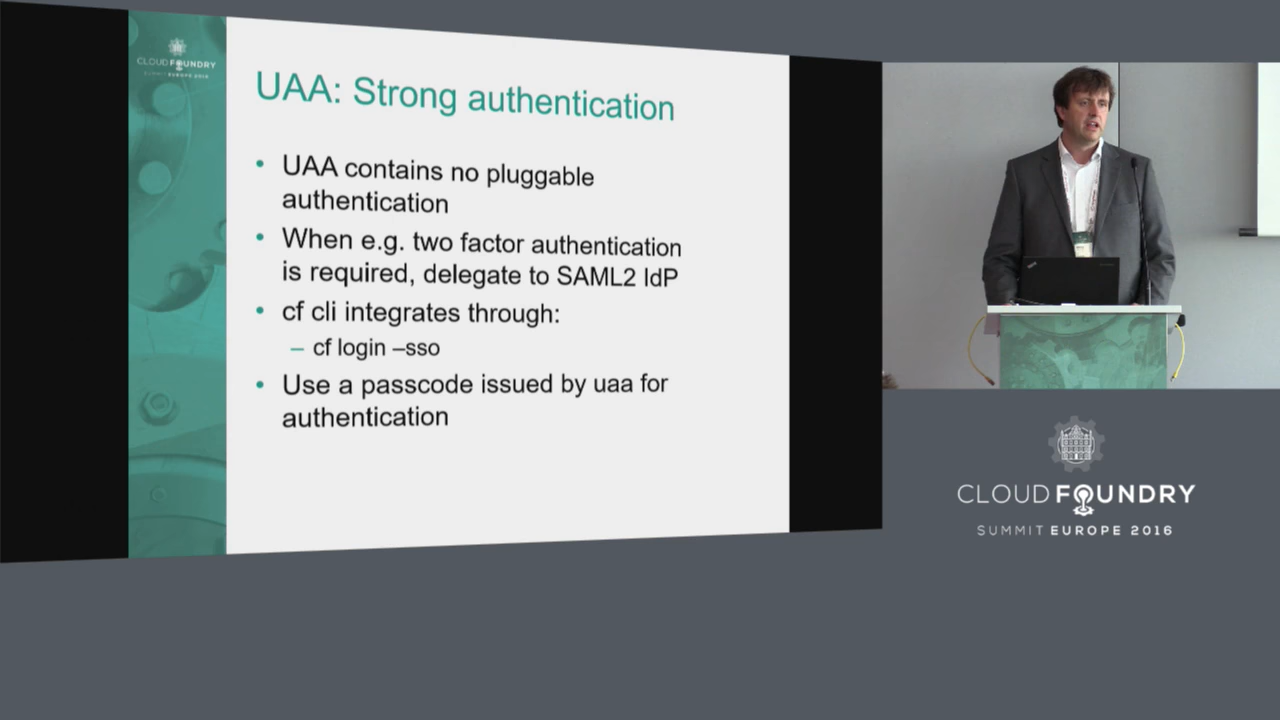 CLOUD FOUNDRY
SUMMIT EUROPE 2016
UAA: Strong authentication
• UAA contains no pluggable
authentication
• When e.g. two factor authentication
is required, delegate to SAML2 IdP
• cf cli integrates through:
– cf login –sso
• Use a passcode issued by uaa for
authentication
CLOUD FOUNDRY
SUMMIT EUROPE 2016